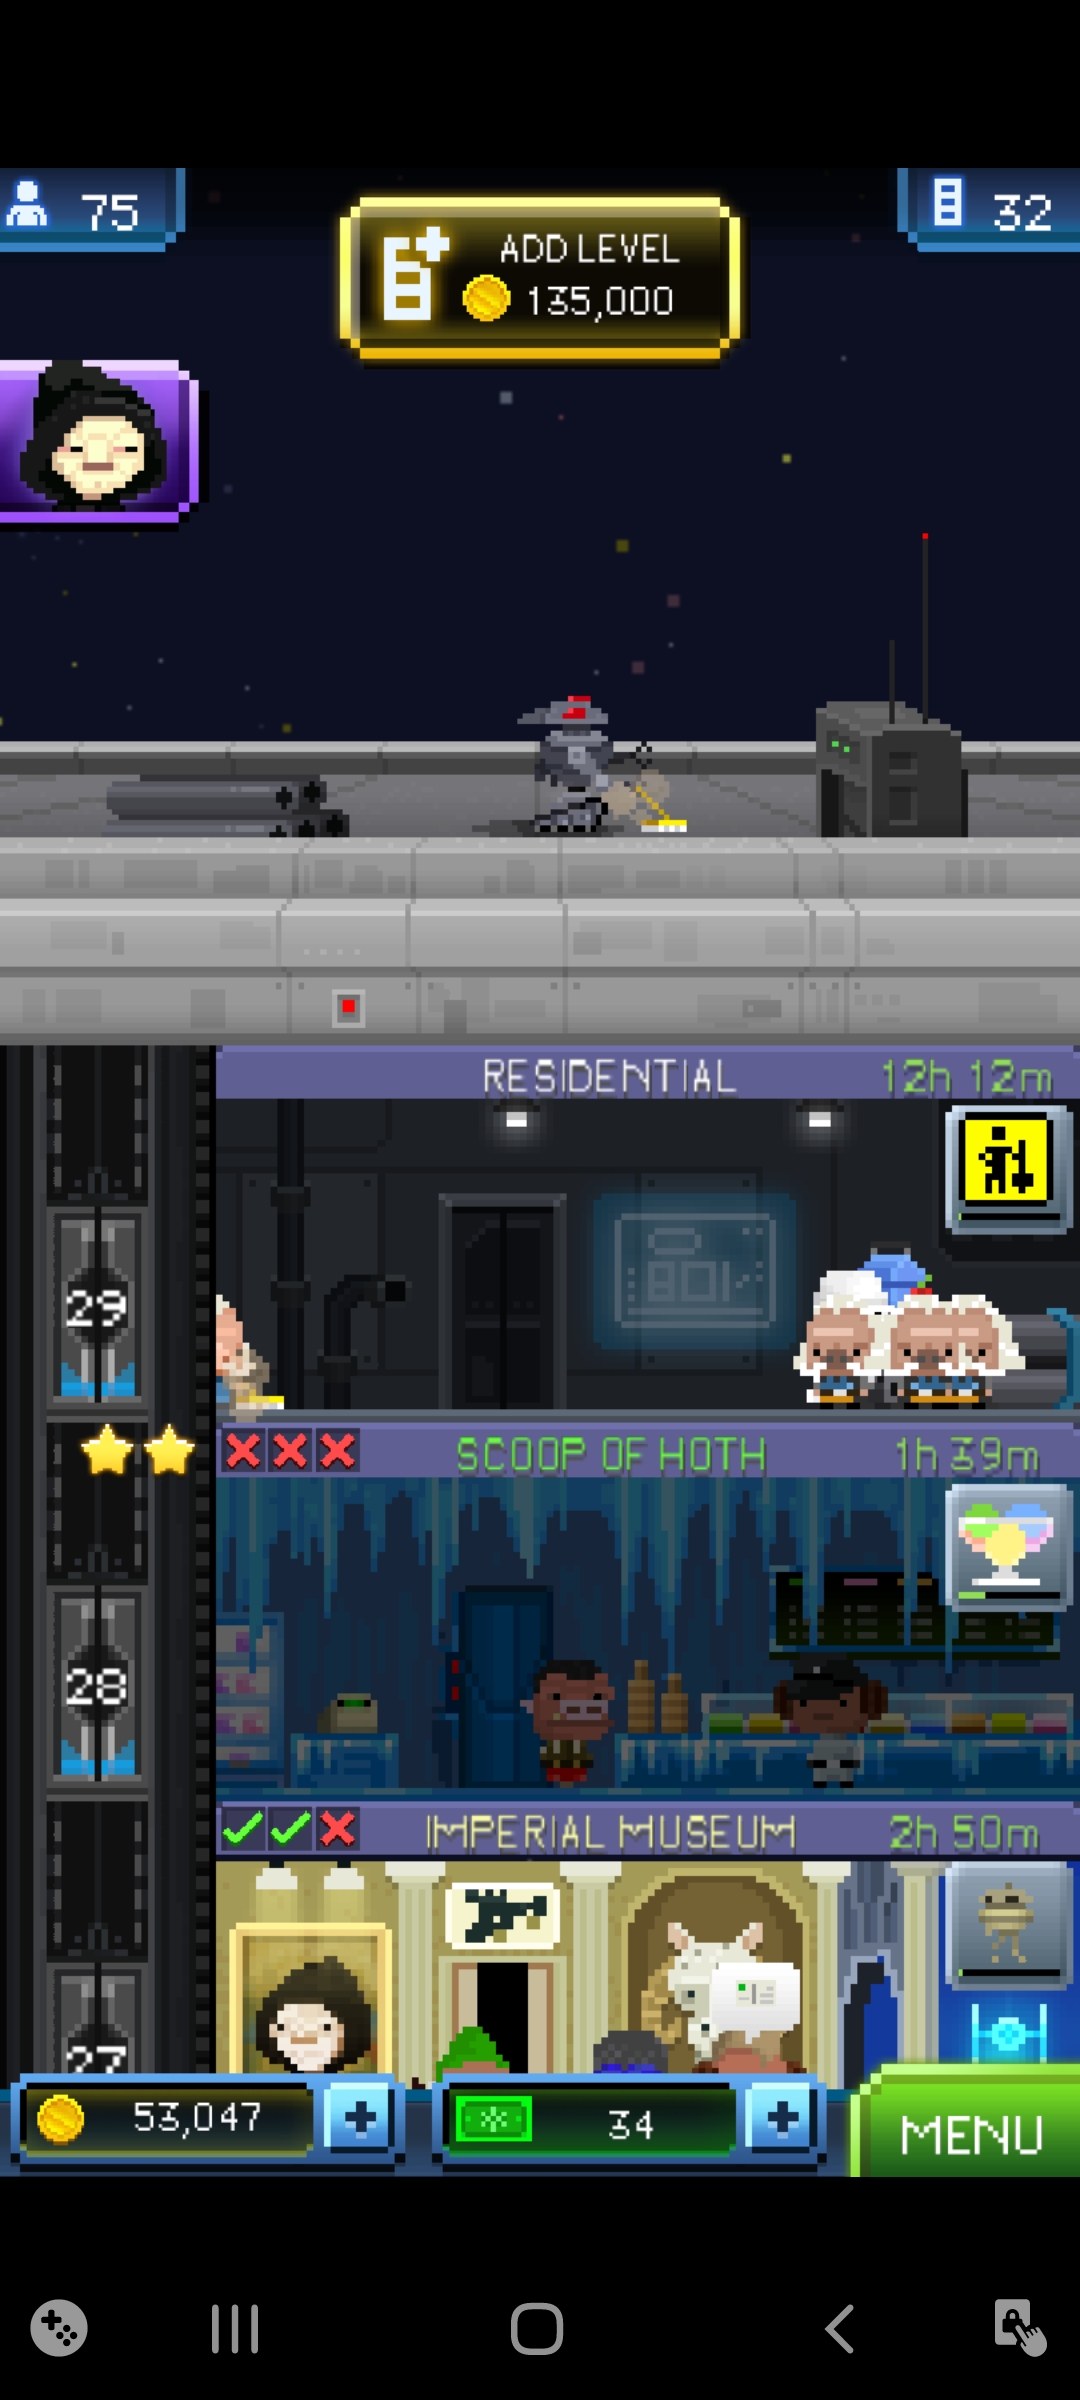 75
ADD LEVEL
135,000
32
RESIDENTIAL
12h 12m
29
SCOOP OF HOTH
1h 39m
28
IMPERIAL MUSEUM
2h 50m
27
53,047
34
MENU